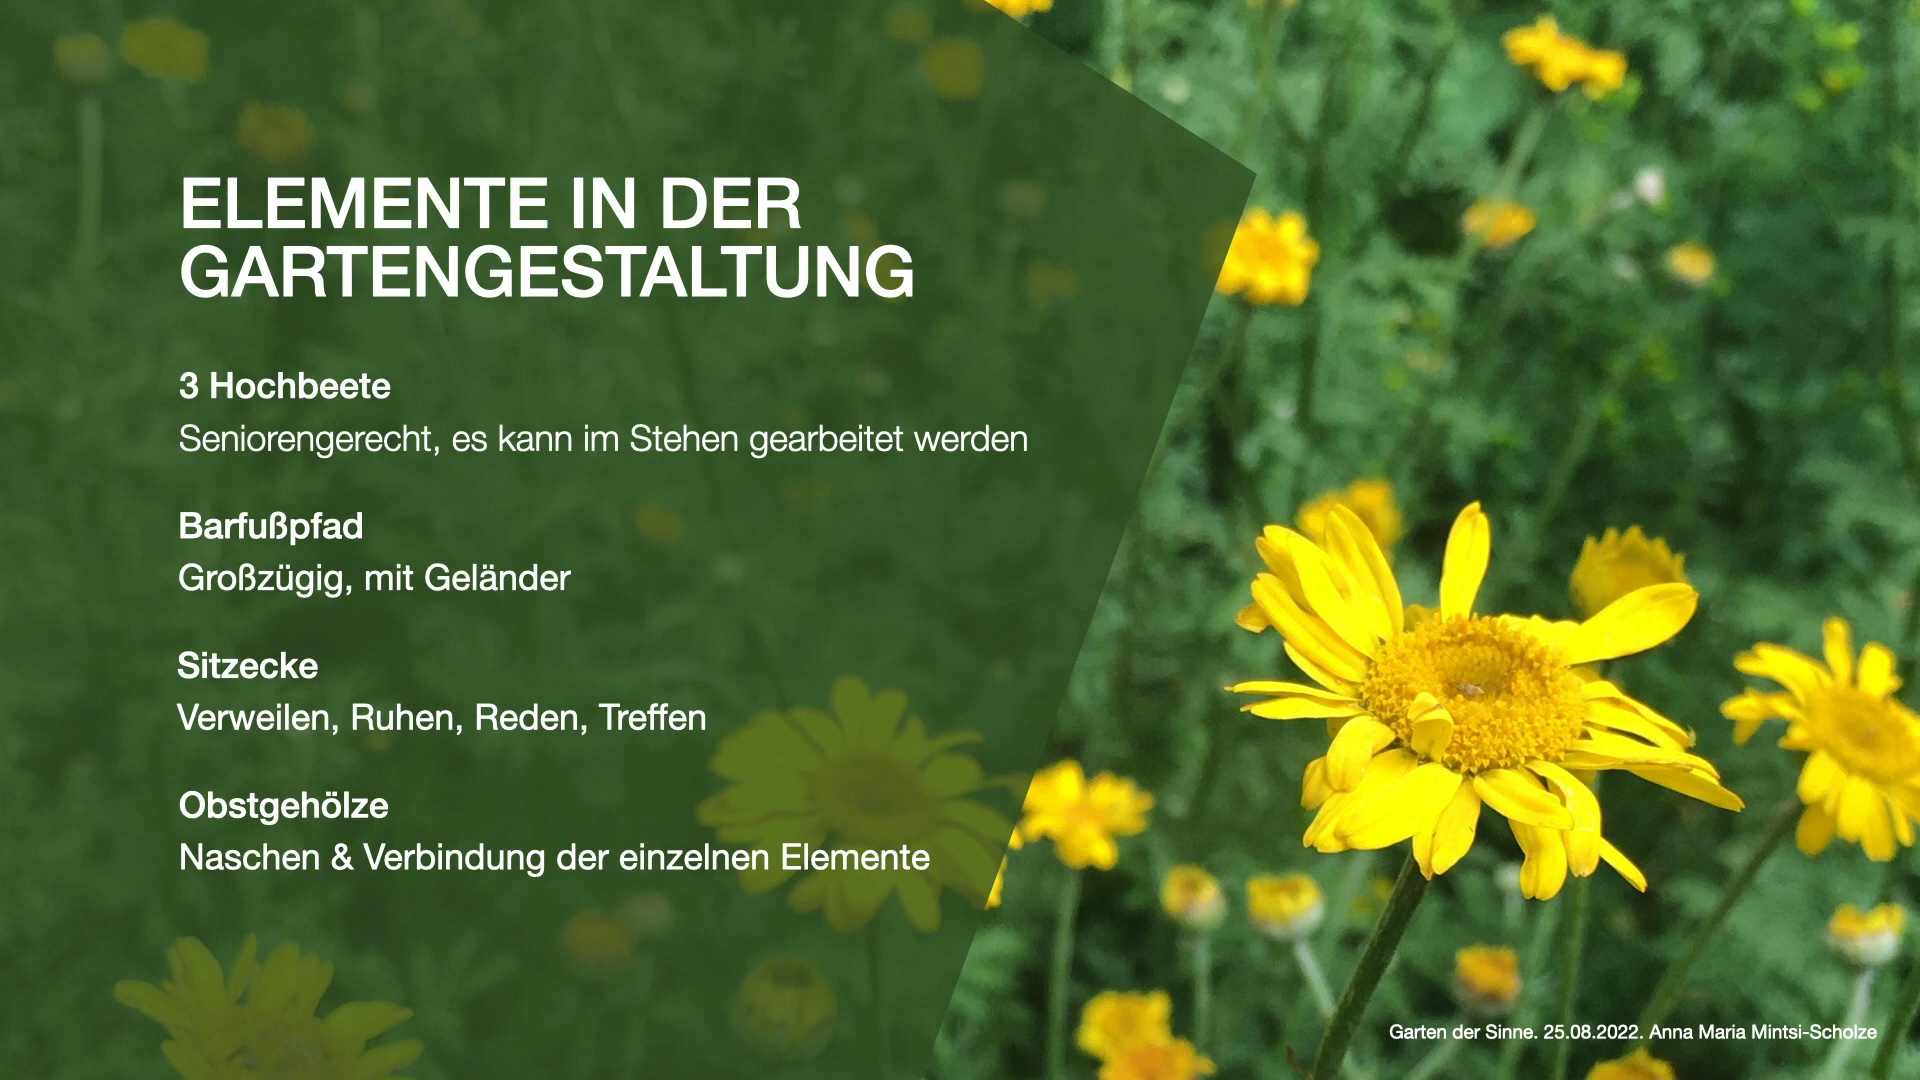 ELEMENTE IN DER
GARTENGESTALTUNG
3 Hochbeete
Seniorengerecht, es kann im Stehen gearbeitet werden
Barfußpfad
Großzügig, mit Geländer
Sitzecke
Verweilen, Ruhen, Reden, Treffen
Obstgehölze
Naschen & Verbindung der einzelnen Elemente
Garten der Sinne. 25.08.2022. Anna Maria Mintsi-Scholze